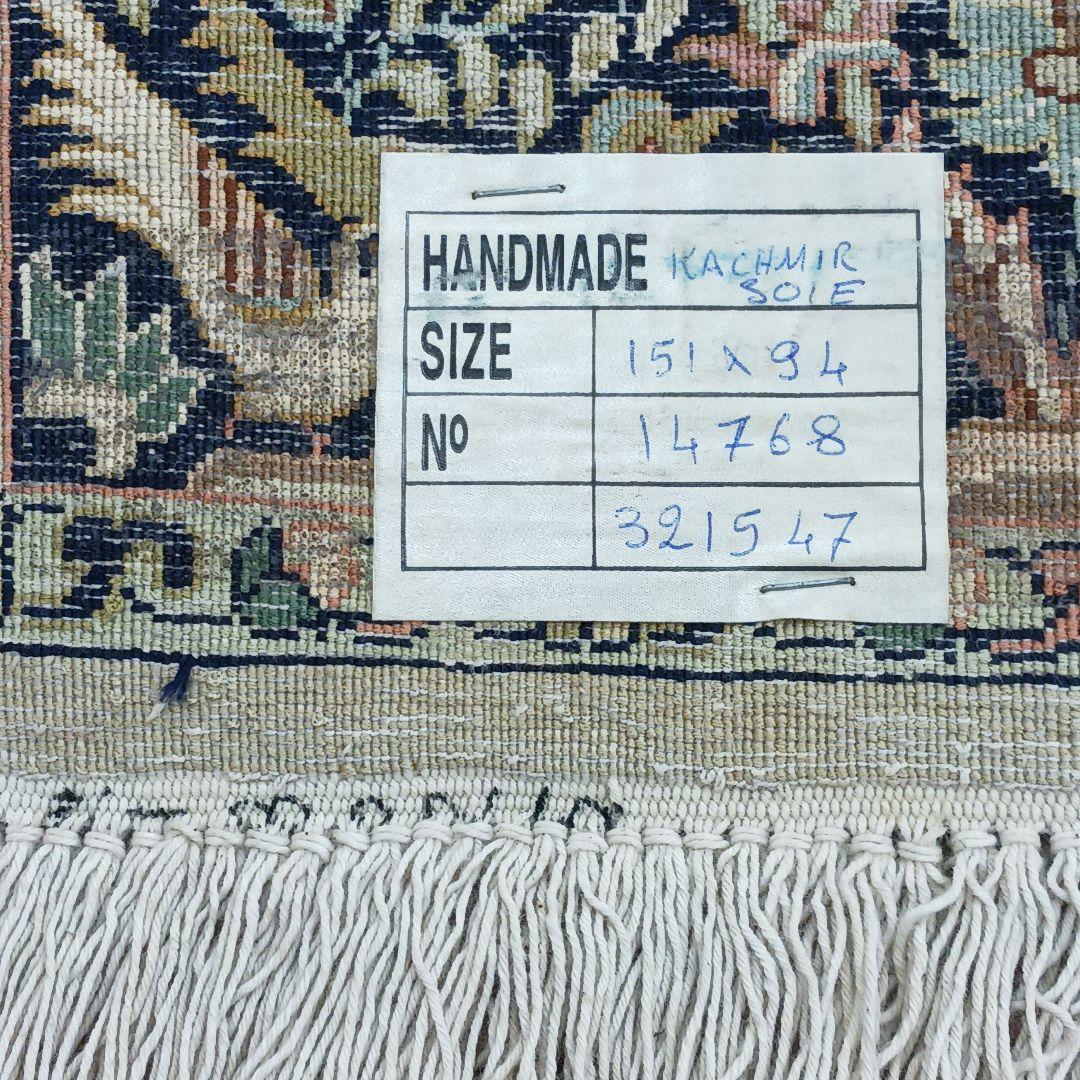 HANDMADE KACHMIR
SOIE
SIZE 151 x 94
Nº 14768
321547